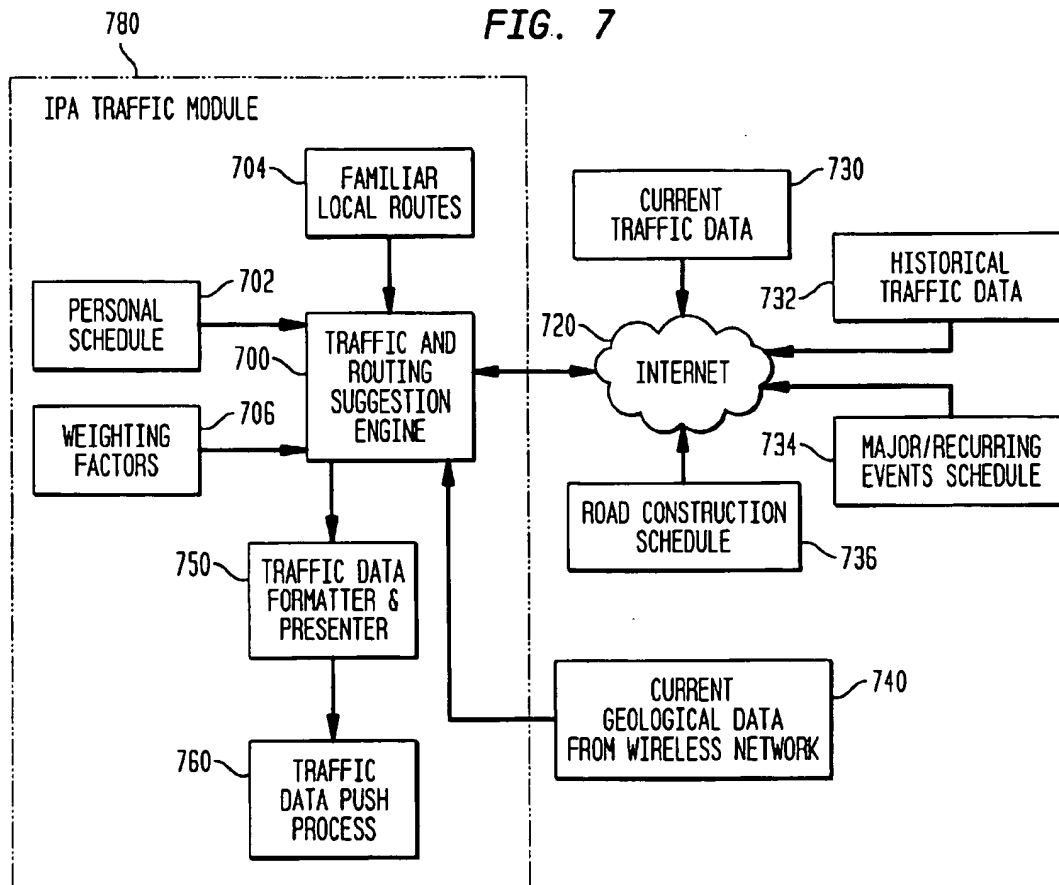 FIG. 7
780
IPA TRAFFIC MODULE
704
FAMILIAR
LOCAL ROUTES
702
PERSONAL
SCHEDULE
700
TRAFFIC AND
ROUTING
SUGGESTION
ENGINE
706
WEIGHTING
FACTORS
750
TRAFFIC DATA
FORMATTER &
PRESENTER
760
TRAFFIC
DATA PUSH
PROCESS
730
CURRENT
TRAFFIC DATA
720
INTERNET
732
HISTORICAL
TRAFFIC DATA
734
MAJOR/RECURRING
EVENTS SCHEDULE
ROAD CONSTRUCTION
SCHEDULE
736
740
CURRENT
GEOLOGICAL DATA
FROM WIRELESS NETWORK